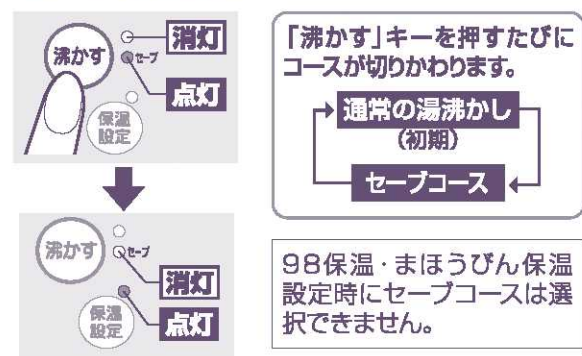 沸かす
セーブ
消灯
点灯
保温
設定
沸かす
セーブ
消灯
点灯
保温
設定
「沸かす」キーを押すたびに
コースが切りかわります。
通常の湯沸かし
(初期)
セーブコース
98保温・まほうびん保温
設定時にセーブコースは選
択できません。